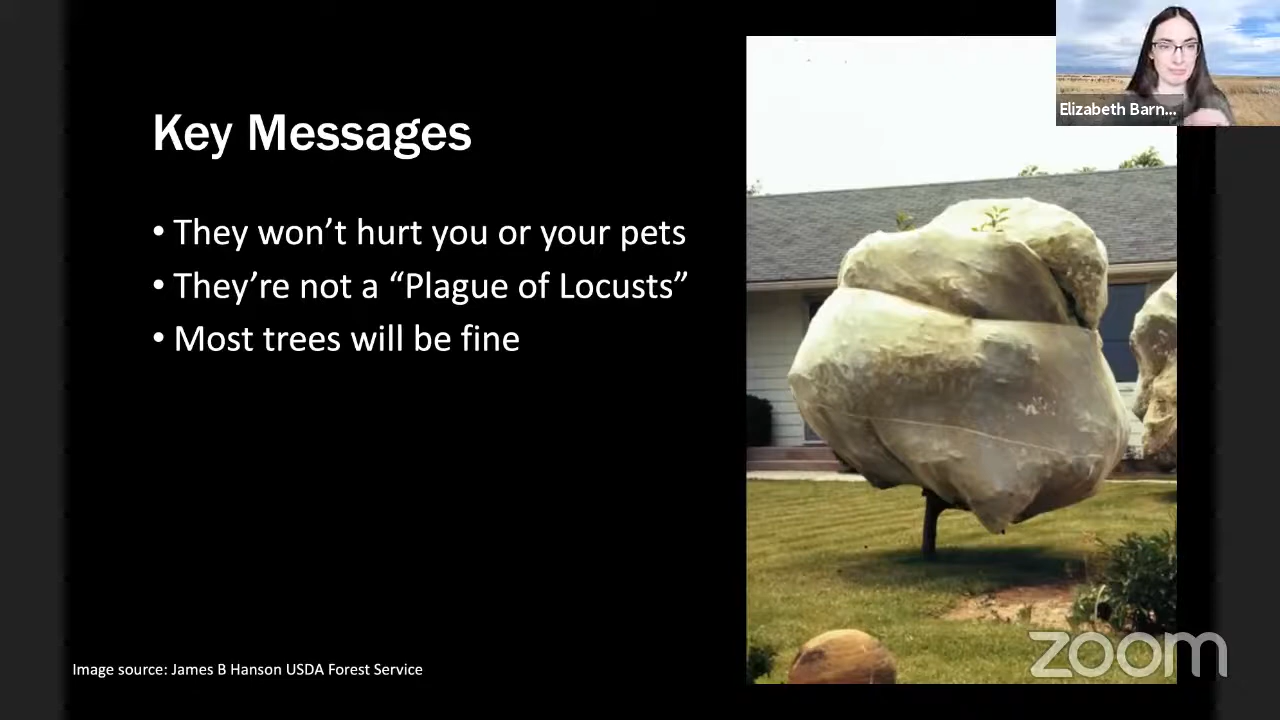 Elizabeth Barn...
Key Messages
• They won’t hurt you or your pets
• They’re not a “Plague of Locusts”
• Most trees will be fine
Image source: James B Hanson USDA Forest Service
zoom